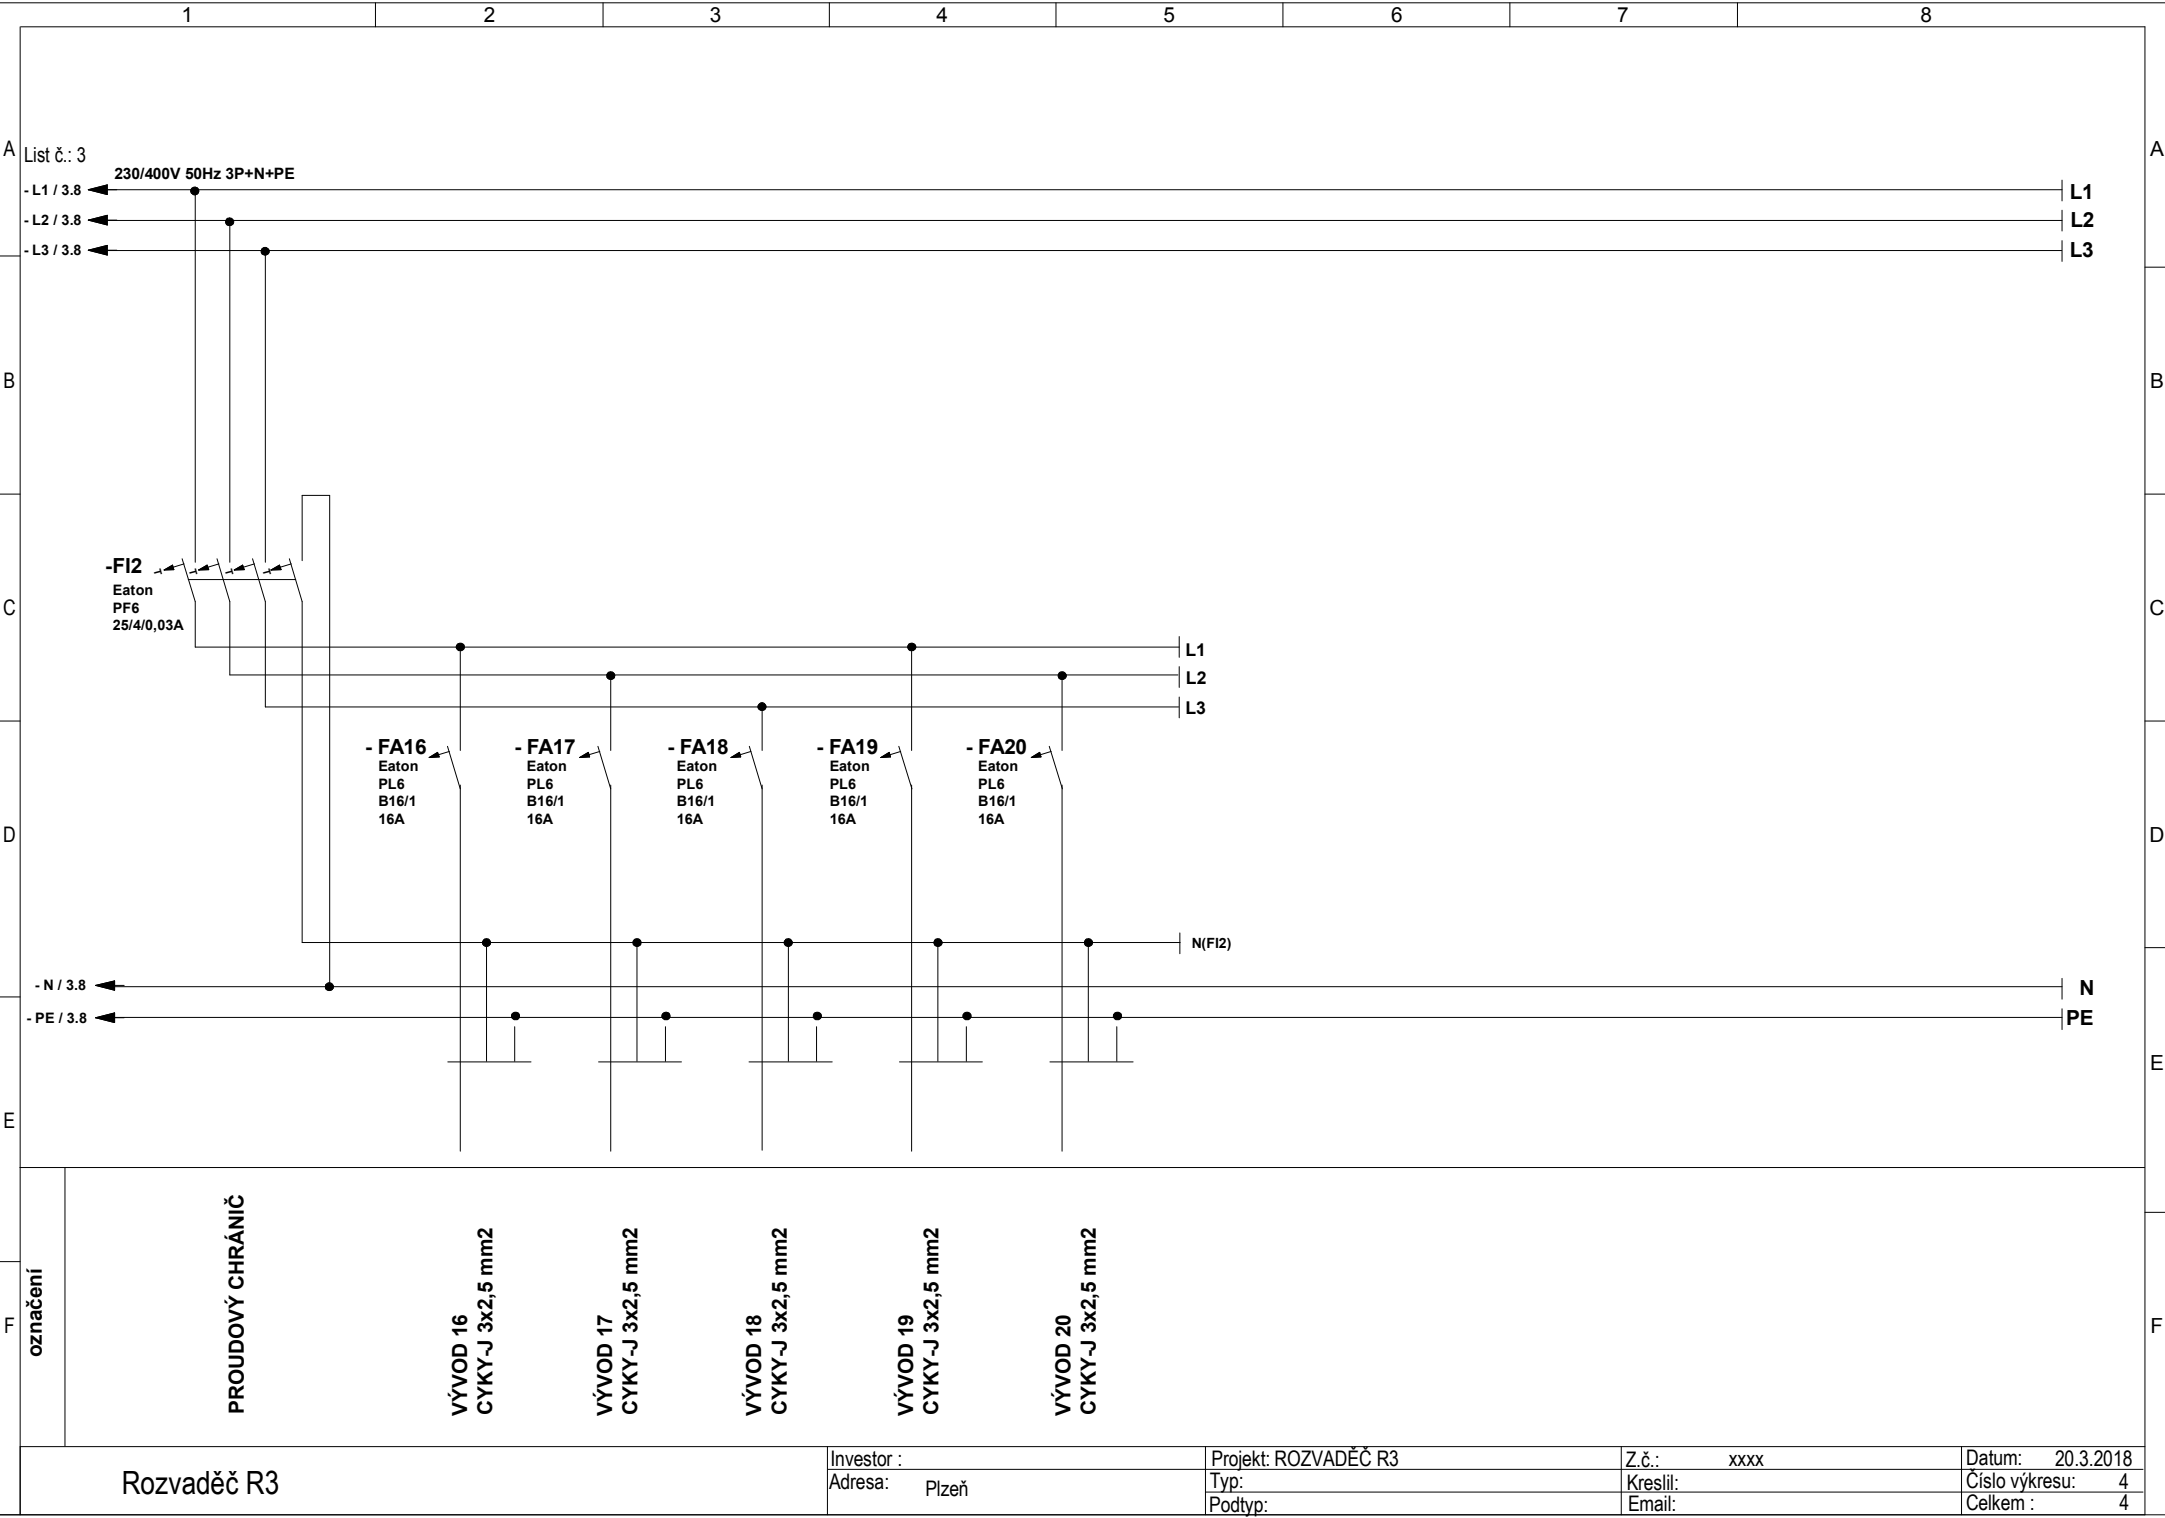 1 2 3 4 5 6 7 8
A A
List č.: 3
230/400V 50Hz 3P+N+PE
- L1 / 3.8 L1
- L2 / 3.8 L2
- L3 / 3.8 L3
B B
-FI2
Eaton
PF6
25/4/0,03A
C C
L1
L2
L3
- FA16
Eaton
PL6
B16/1
16A
- FA17
Eaton
PL6
B16/1
16A
- FA18
Eaton
PL6
B16/1
16A
- FA19
Eaton
PL6
B16/1
16A
- FA20
Eaton
PL6
B16/1
16A
D D
N(FI2)
- N / 3.8 N
- PE / 3.8 PE
E
E
označení
PROUDOVÝ CHRÁNIČ
VÝVOD 16
CYKY-J 3x2,5 mm2
VÝVOD 17
CYKY-J 3x2,5 mm2
VÝVOD 18
CYKY-J 3x2,5 mm2
VÝVOD 19
CYKY-J 3x2,5 mm2
VÝVOD 20
CYKY-J 3x2,5 mm2
F F
Rozvaděč R3
Investor :
Adresa: Plzeň
Projekt: ROZVADĚČ R3
Typ:
Podtyp:
Z.č.: xxxx
Kreslil:
Email:
Datum: 20.3.2018
Číslo výkresu: 4
Celkem : 4